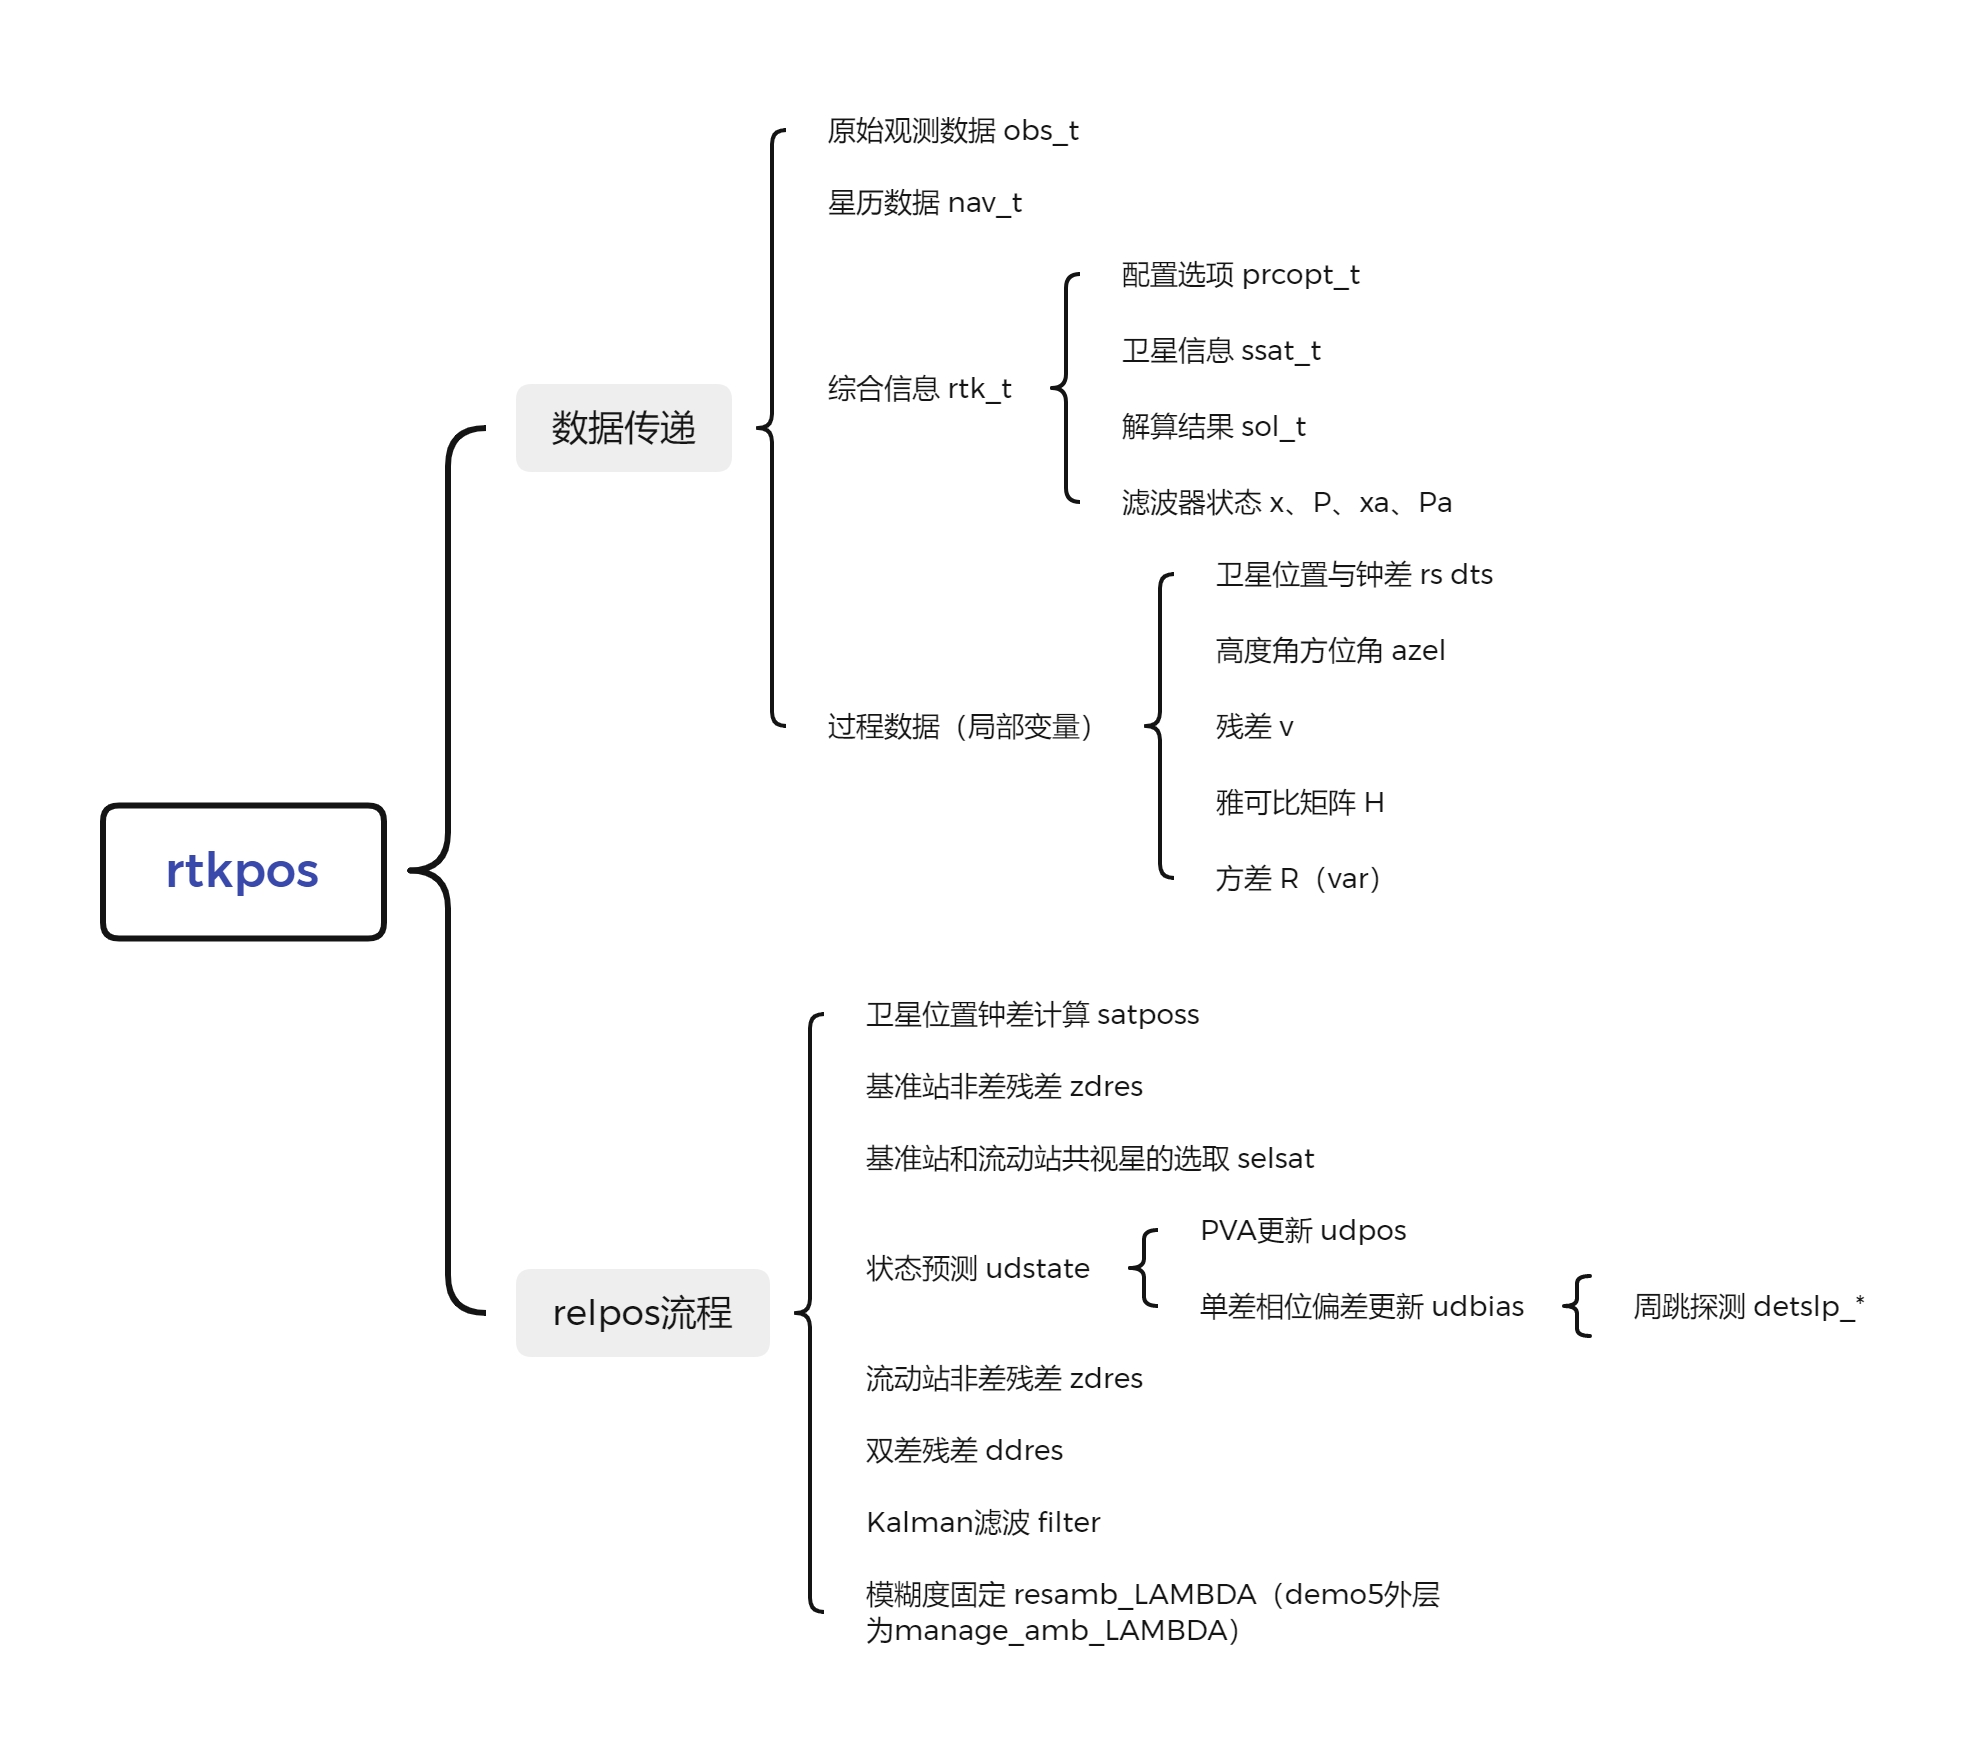 rtkpos
数据传递
原始观测数据 obs_t
星历数据 nav_t
综合信息 rtk_t
配置选项 prcopt_t
卫星信息 ssat_t
解算结果 sol_t
滤波器状态 x、P、xa、Pa
过程数据（局部变量）
卫星位置与钟差 rs dts
高度角方位角 azel
残差 v
雅可比矩阵 H
方差 R（var）
relpos流程
卫星位置钟差计算 satposs
基准站非差残差 zdres
基准站和流动站共视星的选取 selsat
状态预测 udstate
PVA更新 udpos
单差相位偏差更新 udbias
周跳探测 detslp_*
流动站非差残差 zdres
双差残差 ddres
Kalman滤波 filter
模糊度固定 resamb_LAMBDA（demo5外层
为manage_amb_LAMBDA）